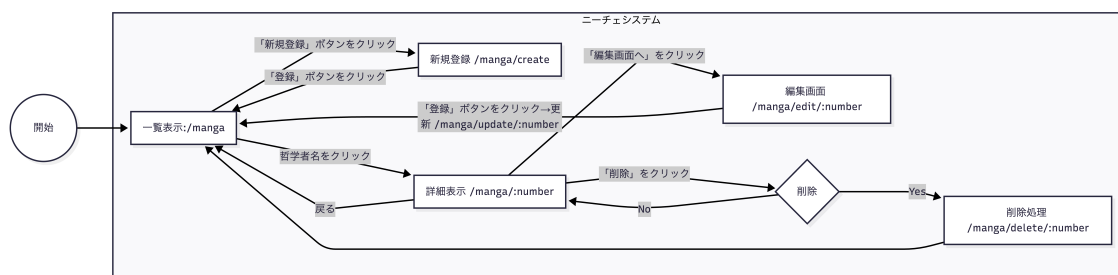 ニーチェシステム
「新規登録」ボタンをクリック
新規登録 /manga/create
「登録」ボタンをクリック
「編集画面へ」をクリック
編集画面
/manga/edit/:number
開始
一覧表示:/manga
「登録」ボタンをクリック→更
新 /manga/update/:number
哲学者名をクリック
詳細表示 /manga/:number
「削除」をクリック
削除
Yes
No
戻る
削除処理
/manga/delete/:number